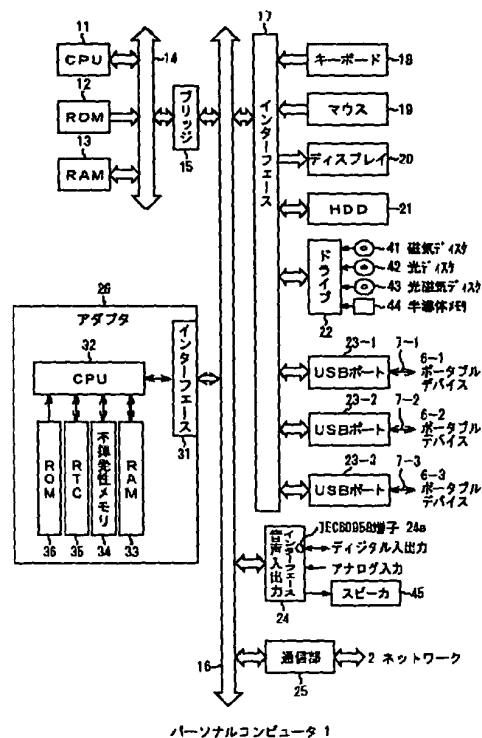 11
CPU
14
12
ROM
13
RAM
ブリッジ
15
17
インターフェース
キーボード
18
マウス
19
ディスプレイ
20
HDD
21
ドライブ
22
41 磁気ディスク
42 光ディスク
43 光磁気ディスク
44 半導体メモリ
26
アダプタ
32
CPU
インターフェース
31
ROM
36
RTC
35
不揮発性メモリ
34
RAM
33
23-1
USBポート
7-1
6-1
ポータブル
デバイス
23-2
USBポート
7-2
6-2
ポータブル
デバイス
23-3
USBポート
7-3
6-3
ポータブル
デバイス
IEC60958端子 24a
音声入出力
インターフェース
24
ディジタル入出力
アナログ入力
スピーカ
45
16
通信部
25
2 ネットワーク
パーソナルコンピュータ 1